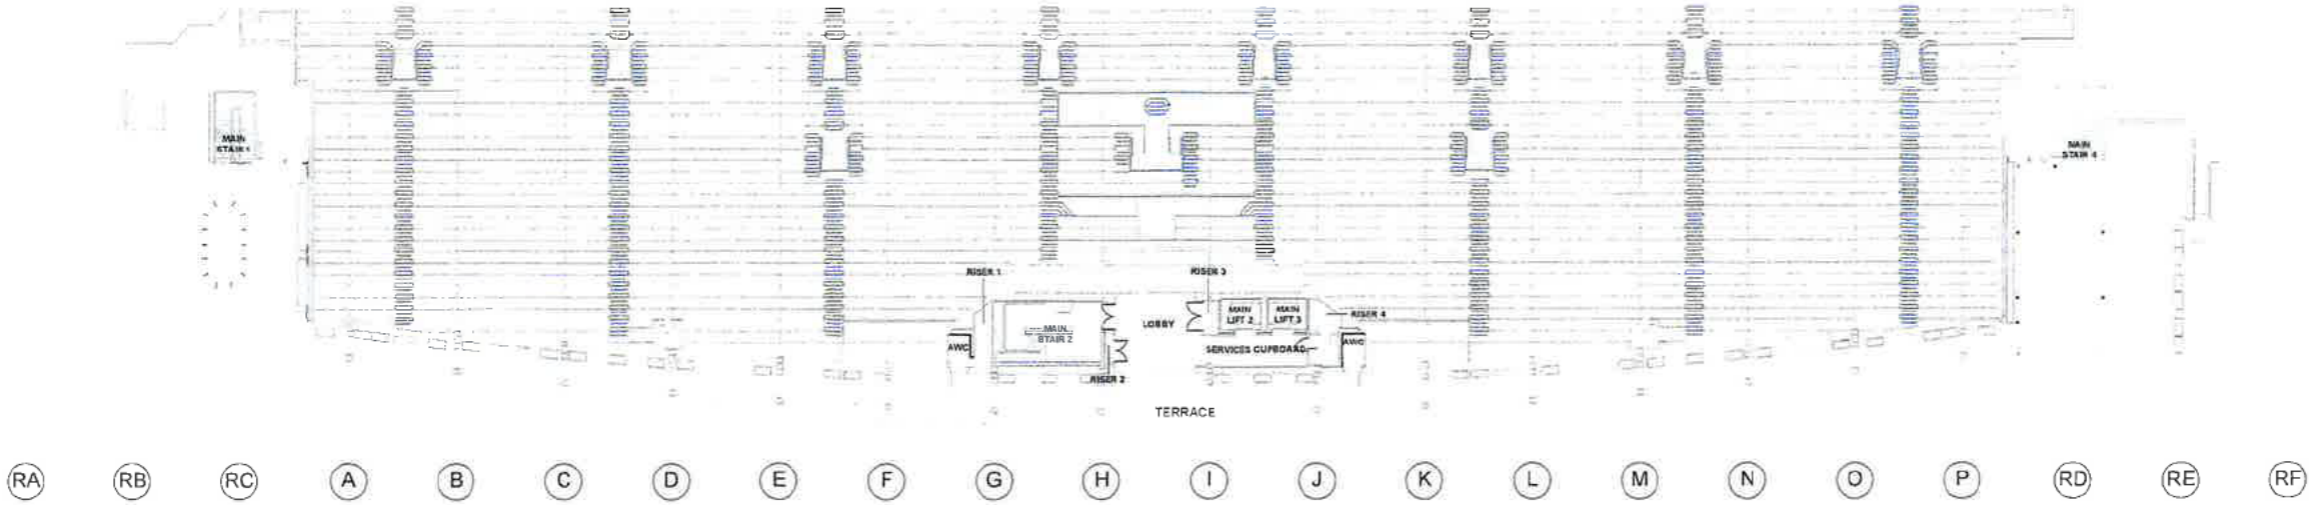 MAIN
STAIR 1
MAIN
STAIR 4
RISER 1
RISER 3
MAIN
LIFT 2
MAIN
LIFT 3
RISER 4
LOBBY
MAIN
STAIR 2
AWC
SERVICES CUPBOARD
AWC
RISER 2
TERRACE
RA RB RC A B C D E F G H I J K L M N O P RD RE RF